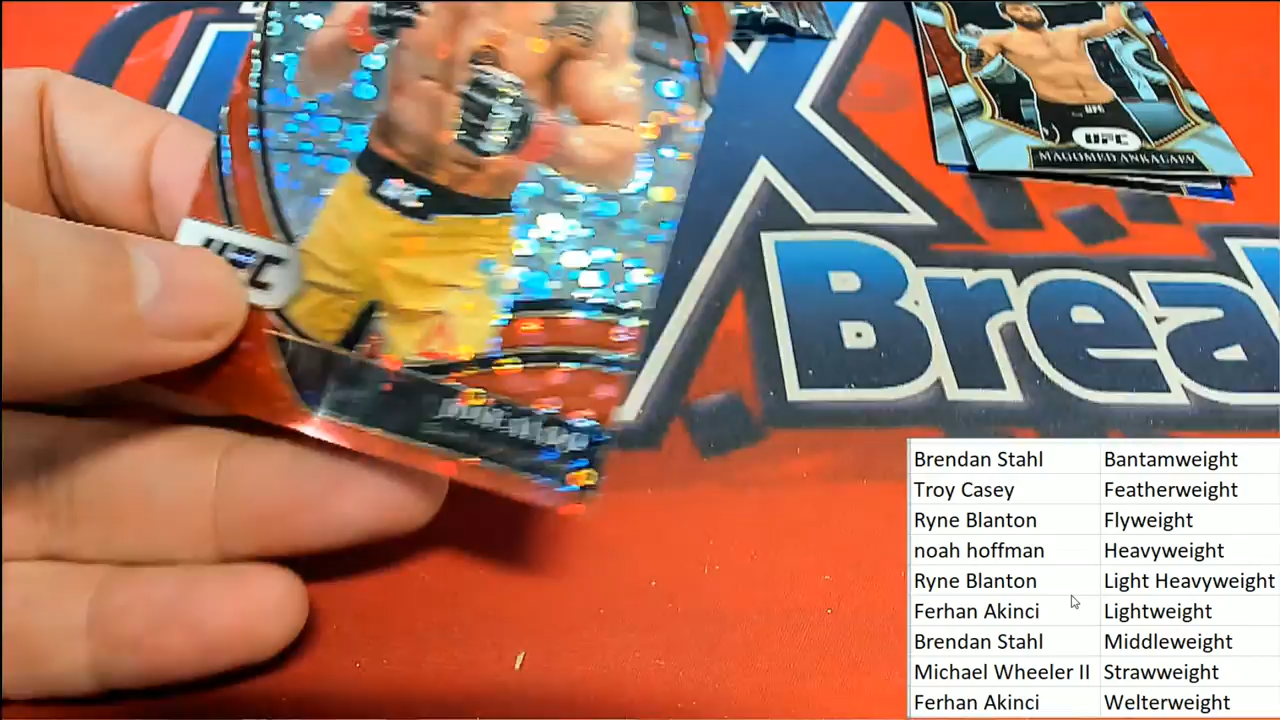 UFC
MAGOMED ANKALAEV
UFC
Brea
Brendan Stahl Bantamweight
Troy Casey Featherweight
Ryne Blanton Flyweight
noah hoffman Heavyweight
Ryne Blanton Light Heavyweight
Ferhan Akinci Lightweight
Brendan Stahl Middleweight
Michael Wheeler II Strawweight
Ferhan Akinci Welterweight